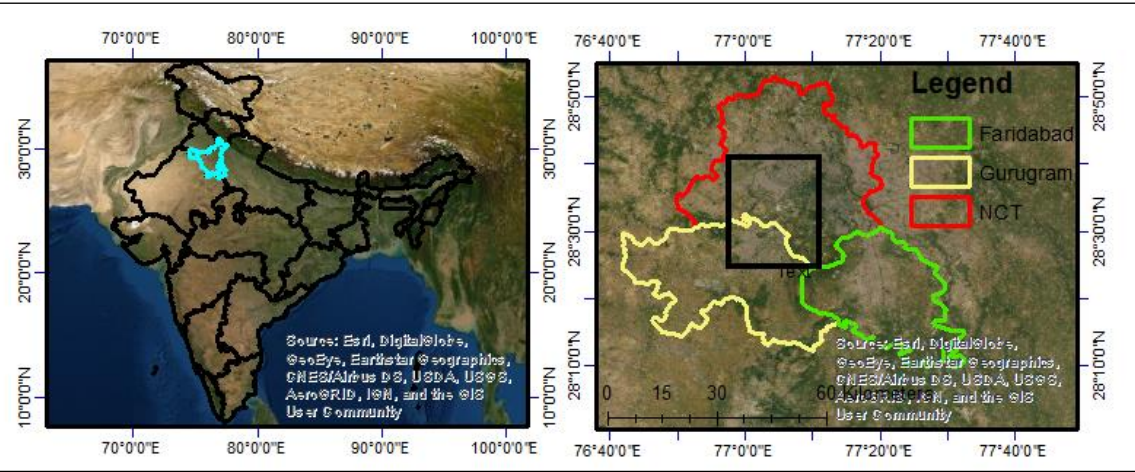 70°0'0"E 80°0'0"E 90°0'0"E 100°0'0"E
30°0'0"N
20°0'0"N
10°0'0"N
30°0'0"N
20°0'0"N
10°0'0"N
Source: Esri, DigitalGlobe,
GeoEye, Earthstar Geographics,
CNES/Airbus DS, USDA, USGS,
AeroGRID, IGN, and the GIS
User Community
70°0'0"E 80°0'0"E 90°0'0"E 100°0'0"E
76°40'0"E 77°0'0"E 77°20'0"E 77°40'0"E
28°50'0"N
28°30'0"N
28°10'0"N
28°50'0"N
28°30'0"N
28°10'0"N
Legend
Faridabad
Gurugram
NCT
Text
Source: Esri, DigitalGlobe,
GeoEye, Earthstar Geographics,
CNES/Airbus DS, USDA, USGS,
AeroGRID, IGN, and the GIS
User Community
0 15 30 60 Kilometers
76°40'0"E 77°0'0"E 77°20'0"E 77°40'0"E